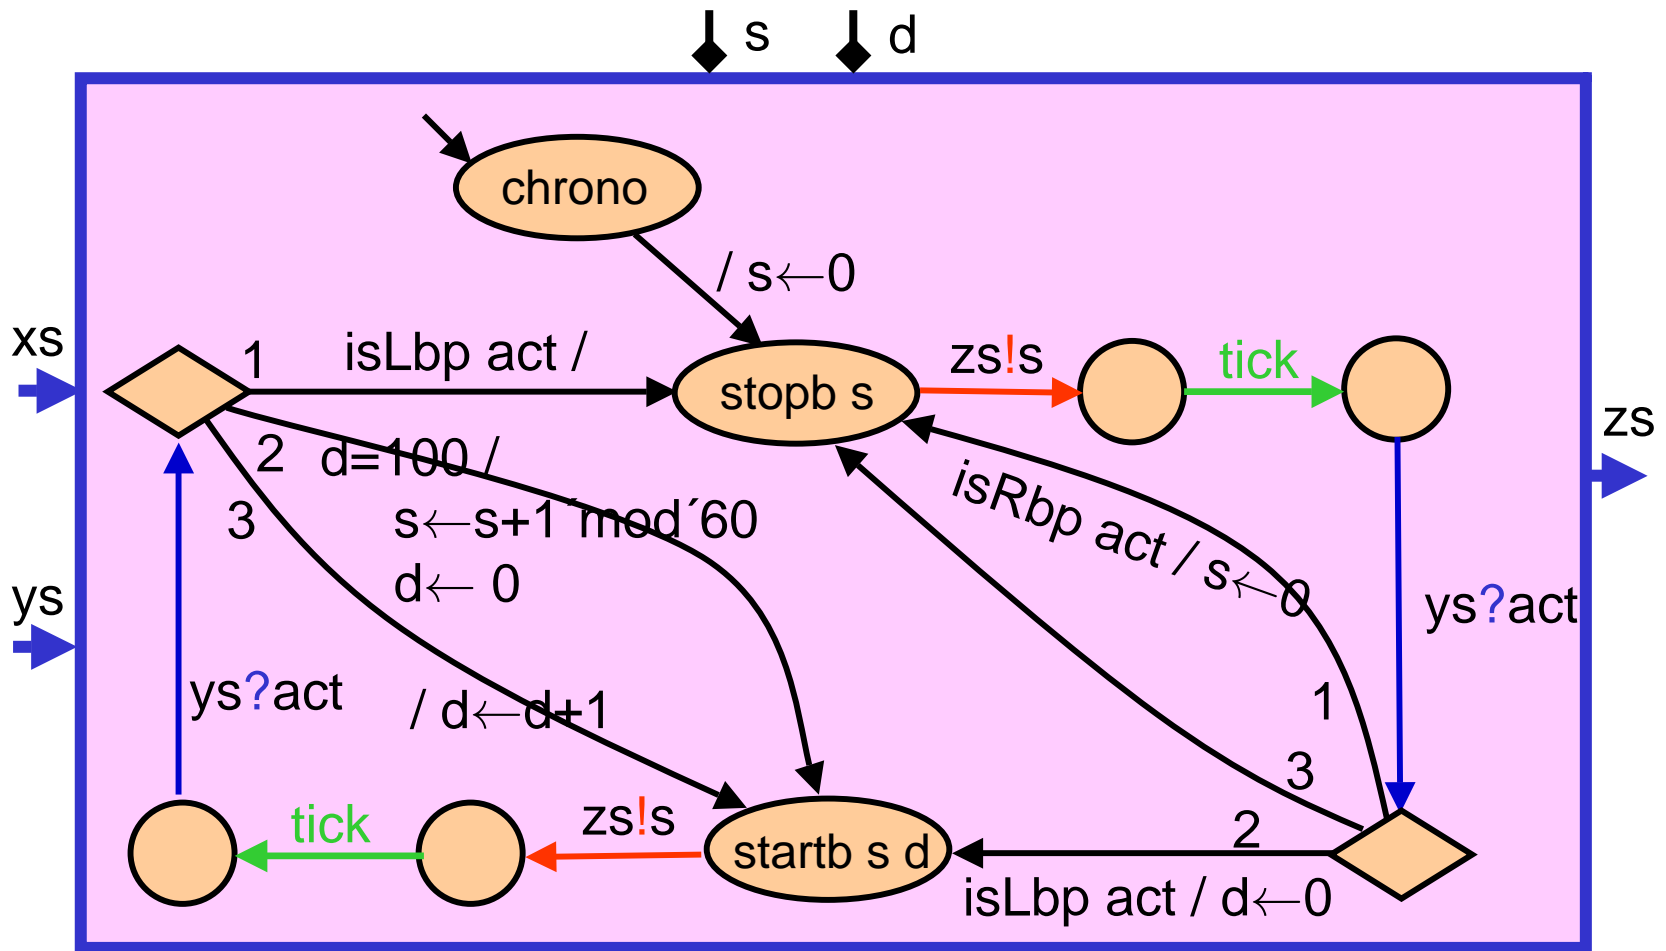 s
d
chrono
/ s←0
xs
1
isLbp act /
stopb s
zs!s
tick
zs
2
d=100 /
3
s←s+1´mod´60
d← 0
isRbp act / s←0
ys
ys?act
ys?act
/ d←d+1
1
3
2
tick
zs!s
startb s d
isLbp act / d←0